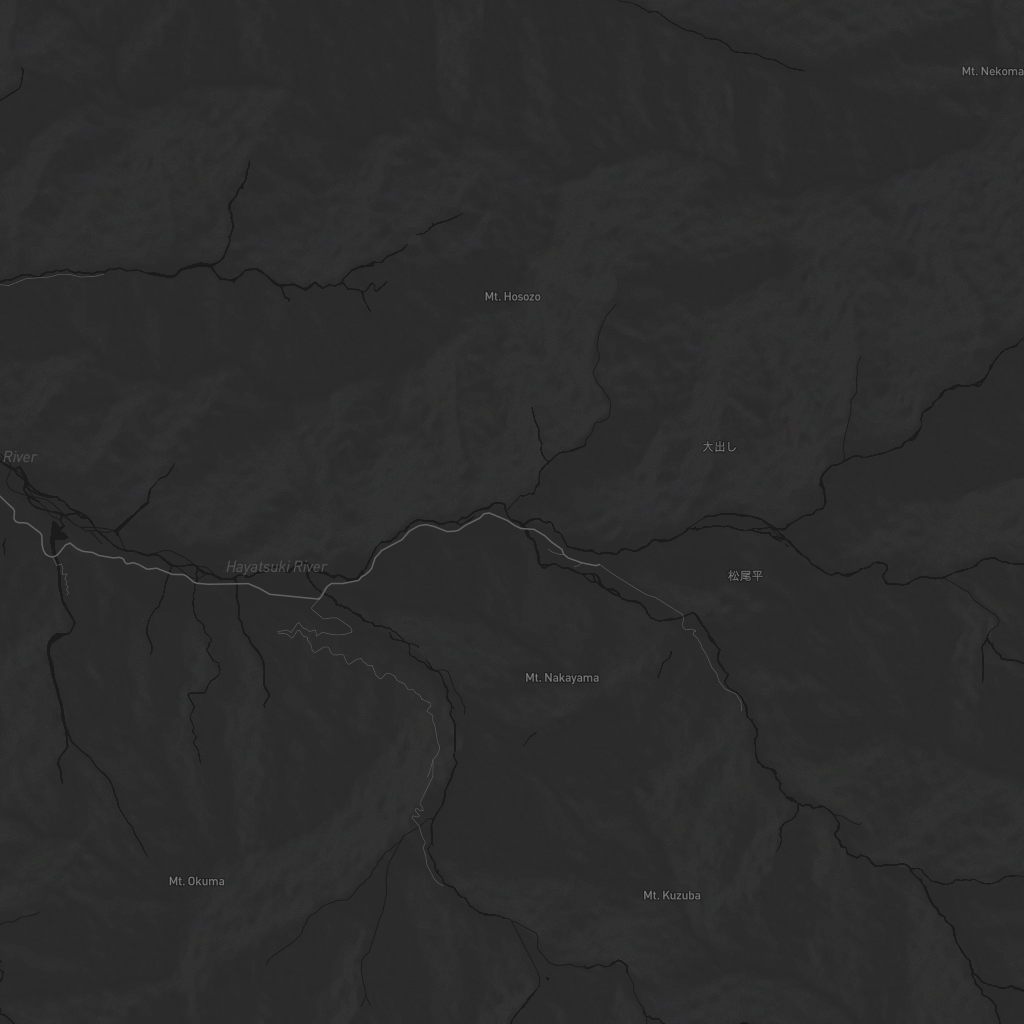 Mt. Nekoma
Mt. Hosozo
大出し
River
Hayatsuki River
松尾平
Mt. Nakayama
Mt. Okuma
Mt. Kuzuba